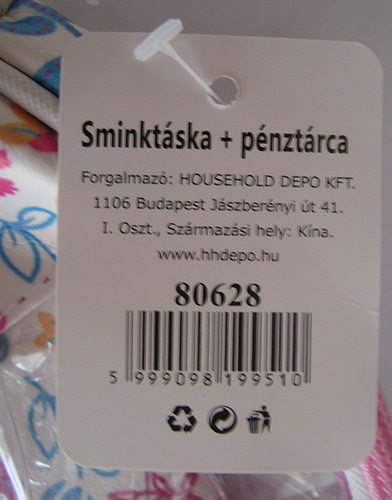 Sminktáska + pénztárca
Forgalmazó: HOUSEHOLD DEPO KFT.
1106 Budapest Jászberényi út 41.
I. Oszt., Származási hely: Kína.
www.hhdepo.hu
80628
5 999098 199510